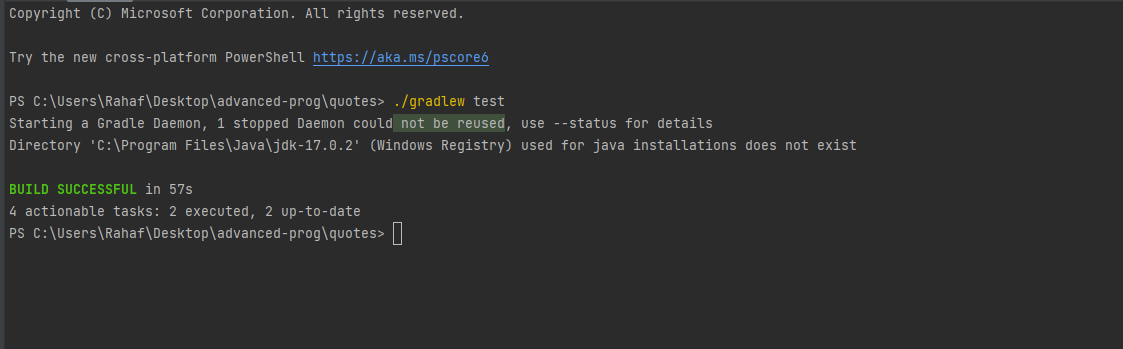 Copyright (C) Microsoft Corporation. All rights reserved.
Try the new cross-platform PowerShell https://aka.ms/pscore6
PS C:\Users\Rahaf\Desktop\advanced-prog\quotes> ./gradlew test
Starting a Gradle Daemon, 1 stopped Daemon could not be reused, use --status for details
Directory 'C:\Program Files\Java\jdk-17.0.2' (Windows Registry) used for java installations does not exist
BUILD SUCCESSFUL in 57s
4 actionable tasks: 2 executed, 2 up-to-date
PS C:\Users\Rahaf\Desktop\advanced-prog\quotes>